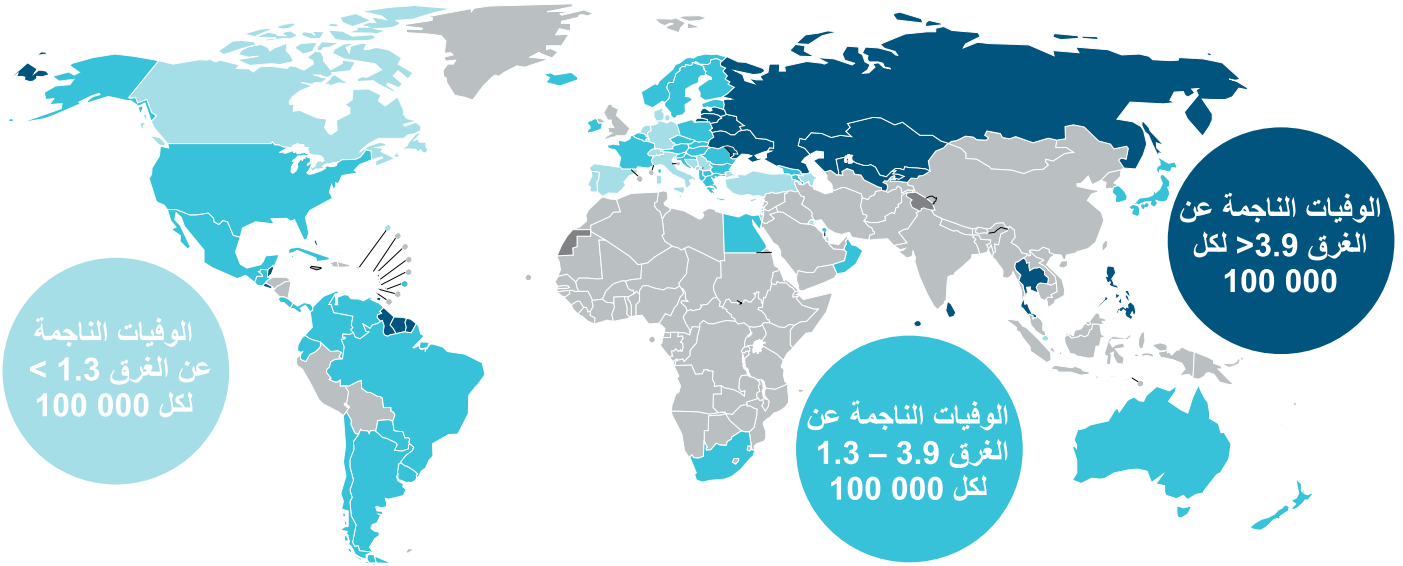 الوفيات الناجمة عن
الغرق 3.9< لكل
100 000
الوفيات الناجمة
عن الغرق 1.3 >
لكل 000 100
الوفيات الناجمة عن
الغرق 3.9 – 1.3
لكل 000 100